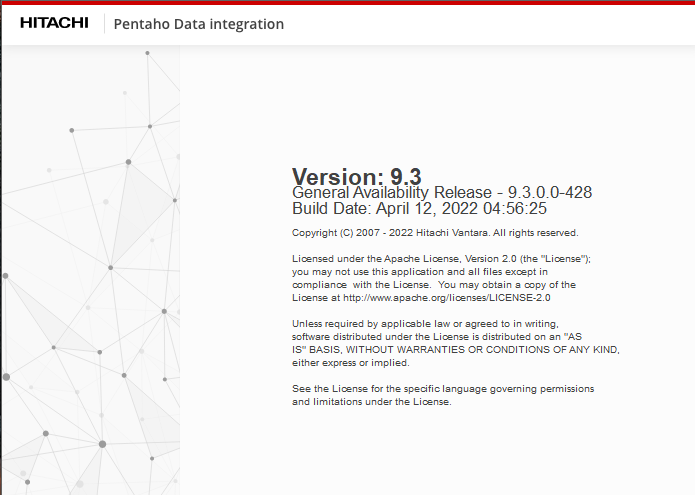 HITACHI Pentaho Data integration
Version: 9.3
General Availability Release - 9.3.0.0-428
Build Date: April 12, 2022 04:56:25
Copyright (C) 2007 - 2022 Hitachi Vantara. All rights reserved.
Licensed under the Apache License, Version 2.0 (the "License");
you may not use this application and all files except in
compliance  with the License.  You may obtain a copy of the
License at http://www.apache.org/licenses/LICENSE-2.0
Unless required by applicable law or agreed to in writing,
software distributed under the License is distributed on an "AS
IS" BASIS, WITHOUT WARRANTIES OR CONDITIONS OF ANY KIND,
either express or implied.
See the License for the specific language governing permissions
and limitations under the License.